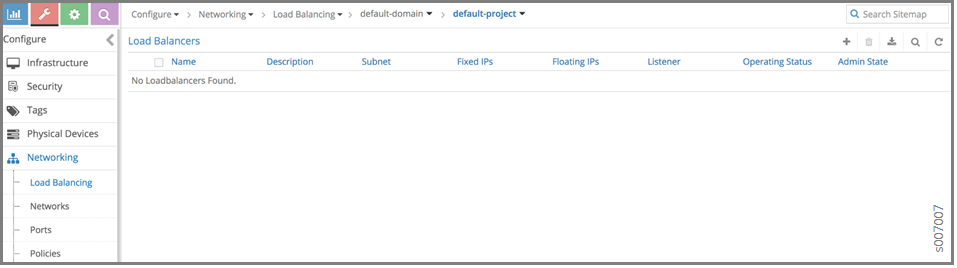 Configure Networking Load Balancing default-domain default-project Search Sitemap
Configure
Infrastructure
Security
Tags
Physical Devices
Networking
Load Balancing
Networks
Ports
Policies
Load Balancers
Name Description Subnet Fixed IPs Floating IPs Listener Operating Status Admin State
No Loadbalancers Found.
s007007